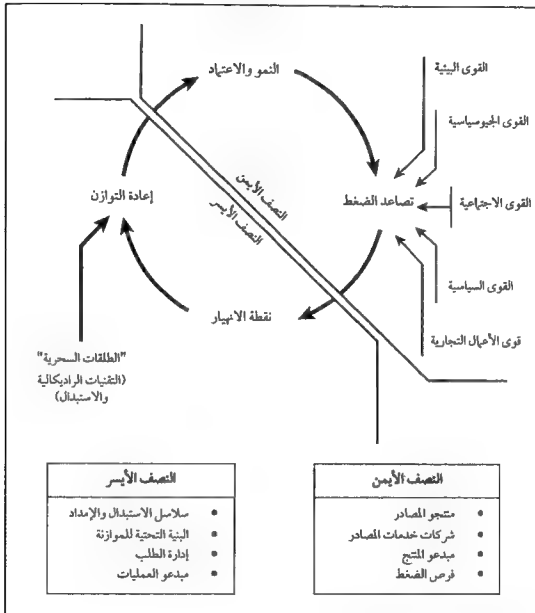 النمو والاعتماد
القوى البيئية
القوى الجيوسياسية
القوى الاجتماعية
القوى السياسية
قوى الأعمال التجارية
تصاعد الضغط
إعادة التوازن
النصف الأيمن
النصف الأيسر
نقطة الانهيار
"الطلقات السحرية"
(التقنيات الراديكالية
والاستبدال)
النصف الأيمن
منتجو المصادر
شركات خدمات المصادر
مبدعو المنتج
فرص الضغط
النصف الأيسر
سلاسل الاستبدال والإمداد
البنية التحتية للموازنة
إدارة الطلب
مبدعو العمليات